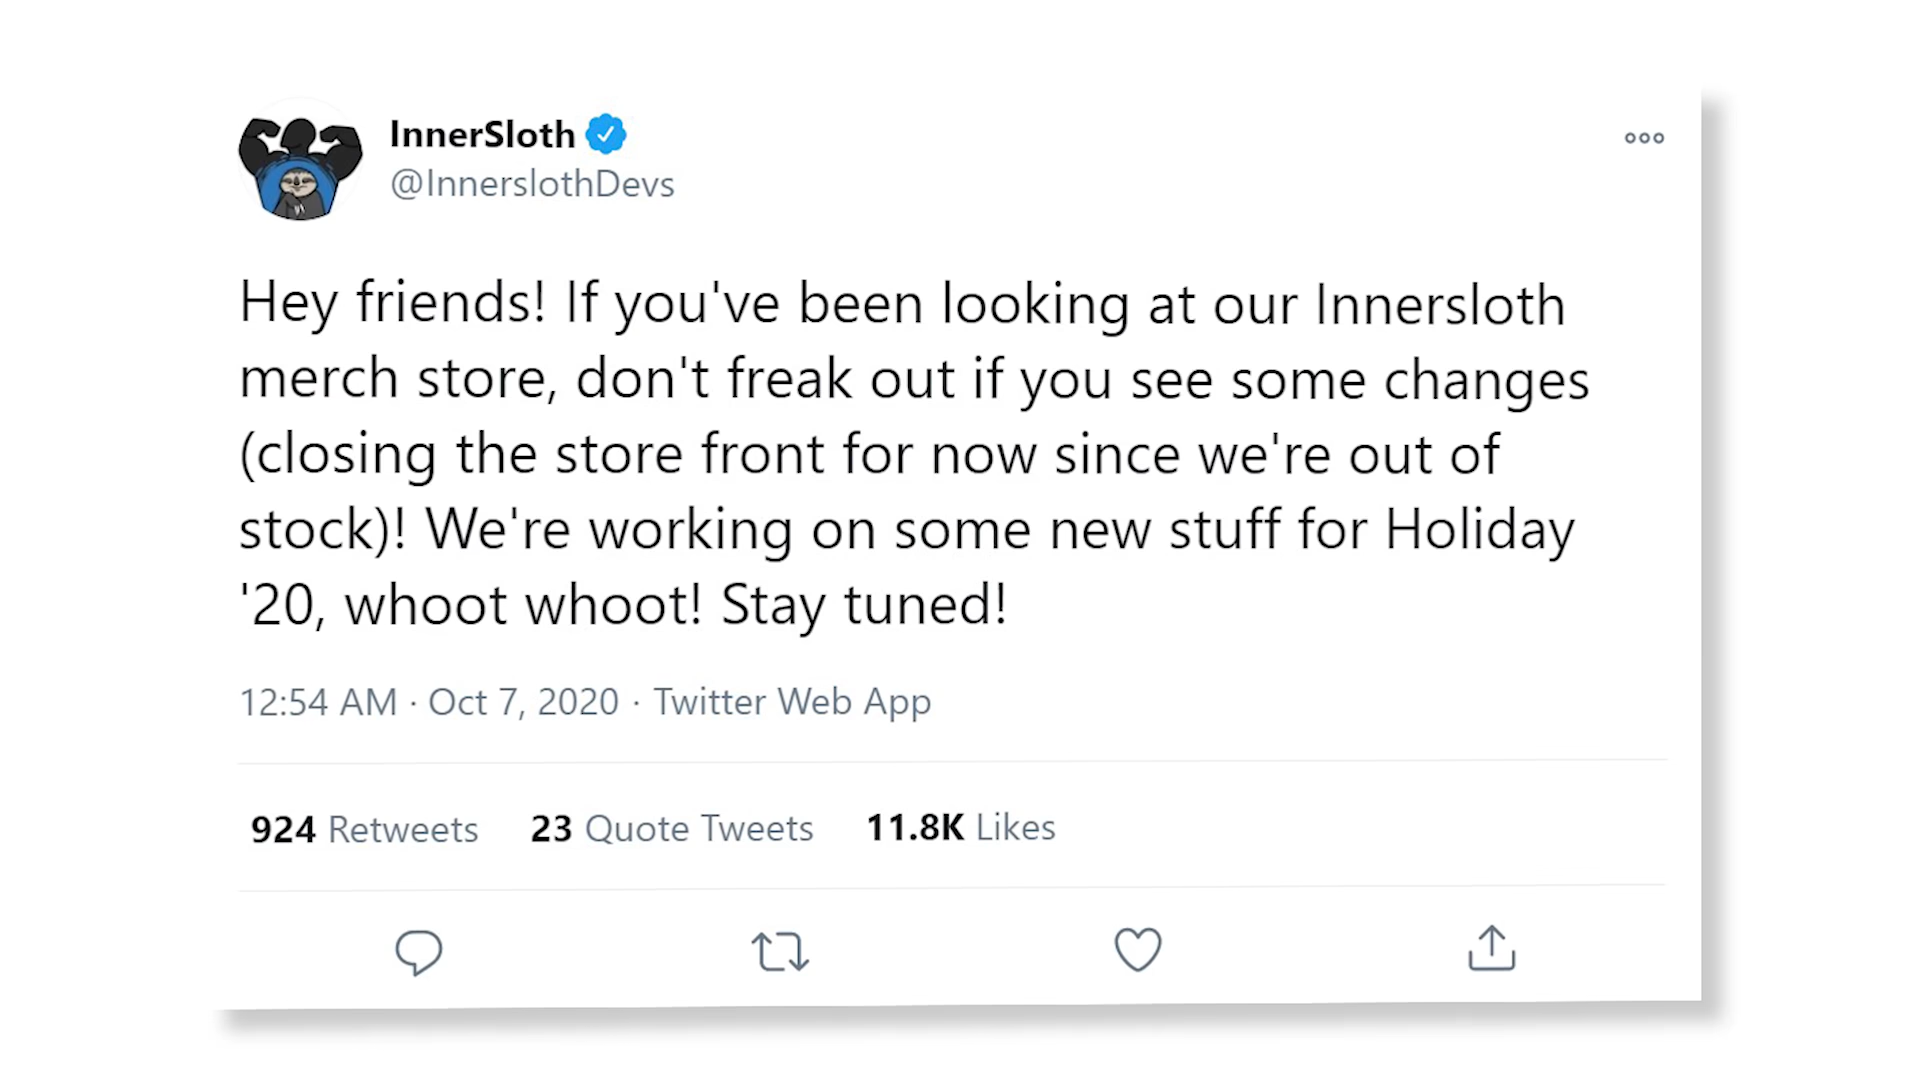 InnerSloth
@InnerslothDevs
Hey friends! If you've been looking at our Innersloth
merch store, don't freak out if you see some changes
(closing the store front for now since we're out of
stock)! We're working on some new stuff for Holiday
'20, whoot whoot! Stay tuned!
12:54 AM · Oct 7, 2020 · Twitter Web App
924 Retweets 23 Quote Tweets 11.8K Likes